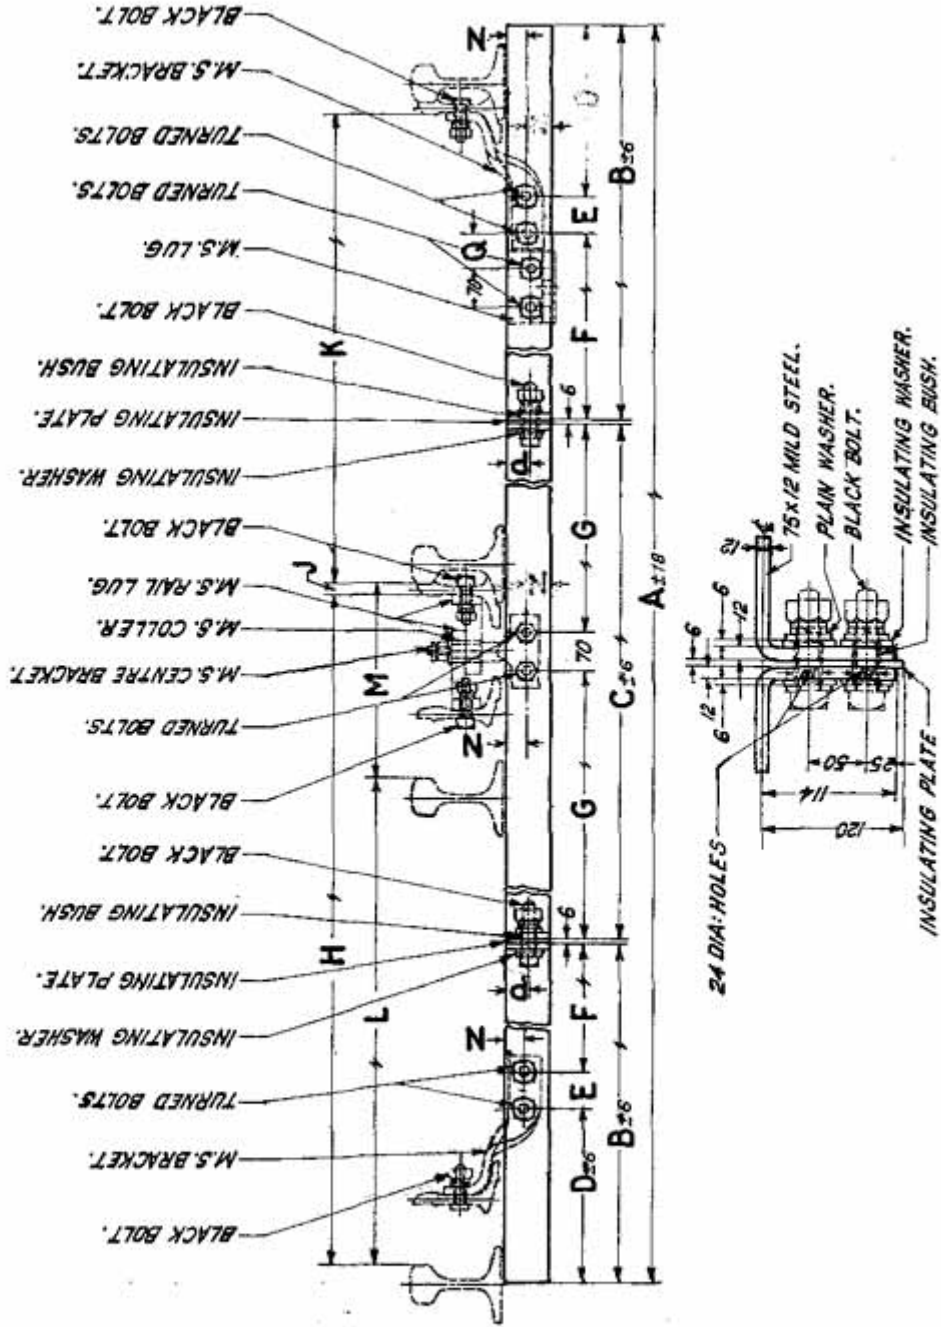 BLACK BOLT.
M.S. BRACKET.
TURNED BOLTS.
TURNED BOLTS.
M.S. LUG.
BLACK BOLT.
INSULATING BUSH.
INSULATING PLATE.
INSULATING WASHER.
BLACK BOLT.
M.S. RAIL LUG.
M.S. COLLER.
M.S. CENTRE BRACKET.
TURNED BOLTS.
BLACK BOLT.
BLACK BOLT.
INSULATING BUSH.
INSULATING PLATE.
INSULATING WASHER.
TURNED BOLTS.
M.S. BRACKET.
BLACK BOLT.
K
J
H
M
L
N
Q
70
N
N
6
6
E
F
G
70
G
F
E
D±6
B±6
C±6
B±6
A±18
75x12 MILD STEEL.
PLAIN WASHER.
BLACK BOLT.
INSULATING WASHER.
INSULATING BUSH.
INSULATING PLATE
24 DIA: HOLES
12
6
12
6
6
12
6
50
25
114
120